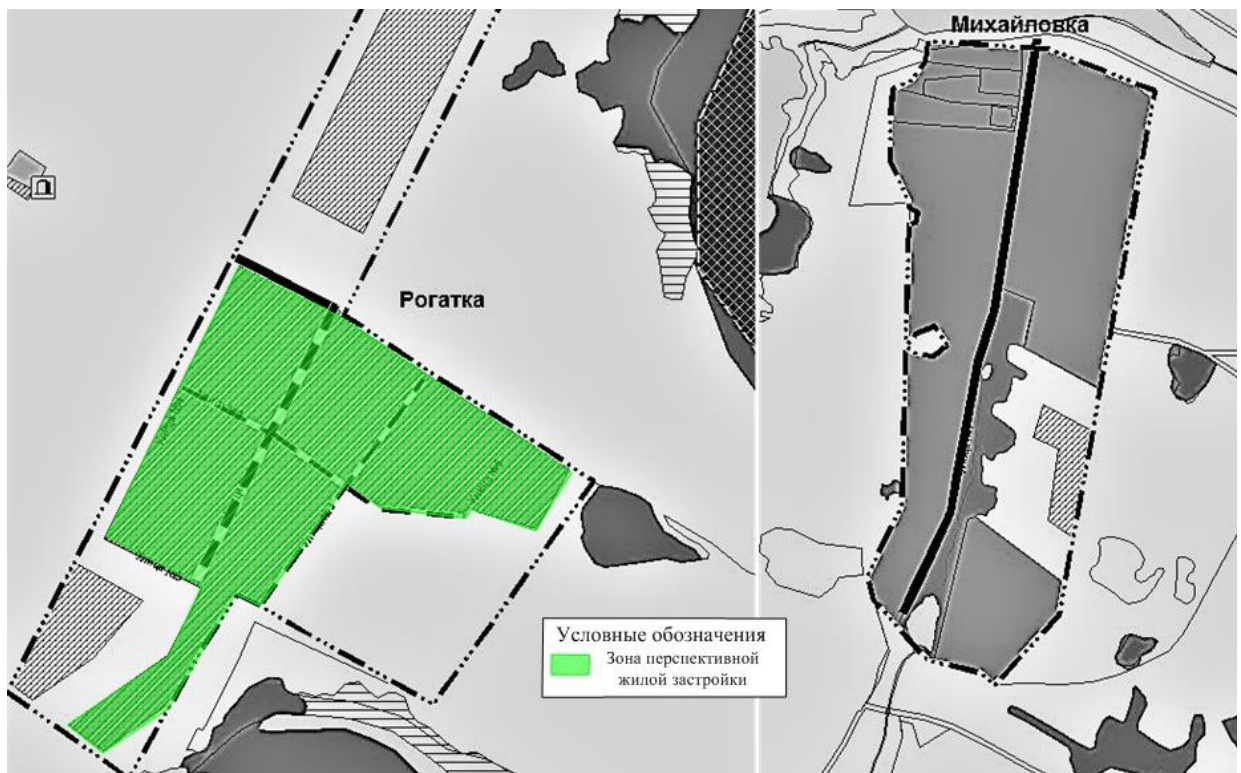 Михайловка
Рогатка
Условные обозначения
Зона перспективной
жилой застройки